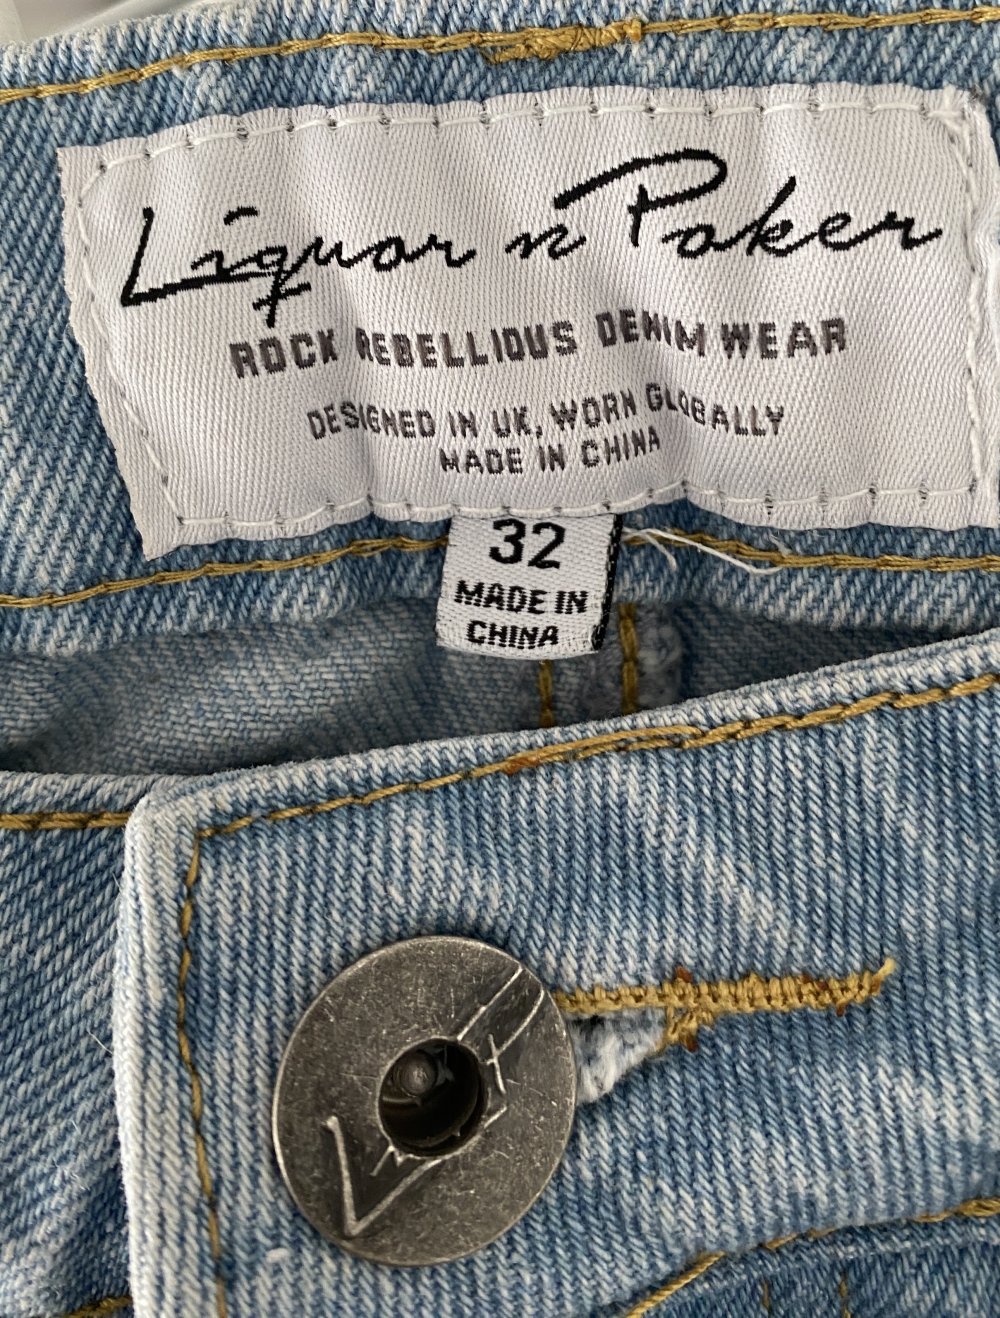 Liquor n Poker
ROCK REBELLIOUS DENIM WEAR
DESIGNED IN UK, WORN GLOBALLY
MADE IN CHINA
32
MADE IN
CHINA